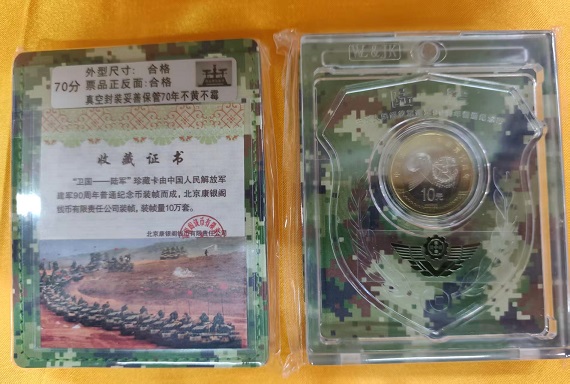 70分
外型尺寸：合格
票品正反面：合格
真空封装妥善保管70年不黄不霉
收藏证书
“卫国——陆军”珍藏卡由中国人民解放军
建军90周年普通纪念币装帧而成，北京康银阁
钱币有限责任公司装帧，装帧量10万套。
北京康银阁钱币有限责任公司
10元